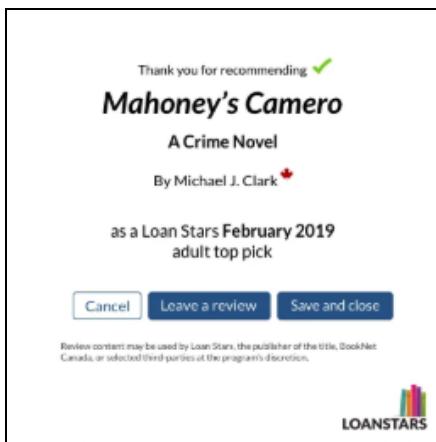 Thank you for recommending
Mahoney's Camero
A Crime Novel
By Michael J. Clark
as a Loan Stars February 2019
adult top pick
Cancel
Leave a review
Save and close
Review content may be used by Loan Stars, the publisher of the title, BookNet
Canada, or selected third-parties at the program's discretion.
LOANSTARS